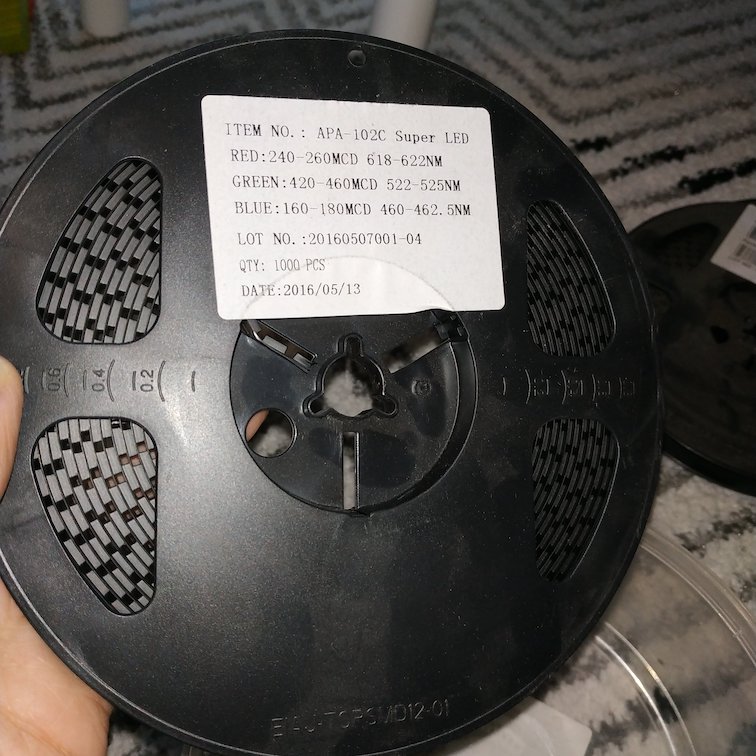 ITEM NO.: APA-102C Super LED
RED:240-260MCD 618-622NM
GREEN:420-460MCD 522-525NM
BLUE:160-180MCD 460-462.5NM
LOT NO.:20160507001-04
QTY: 1000 PCS
DATE:2016/05/13
0.6 0.4 0.2